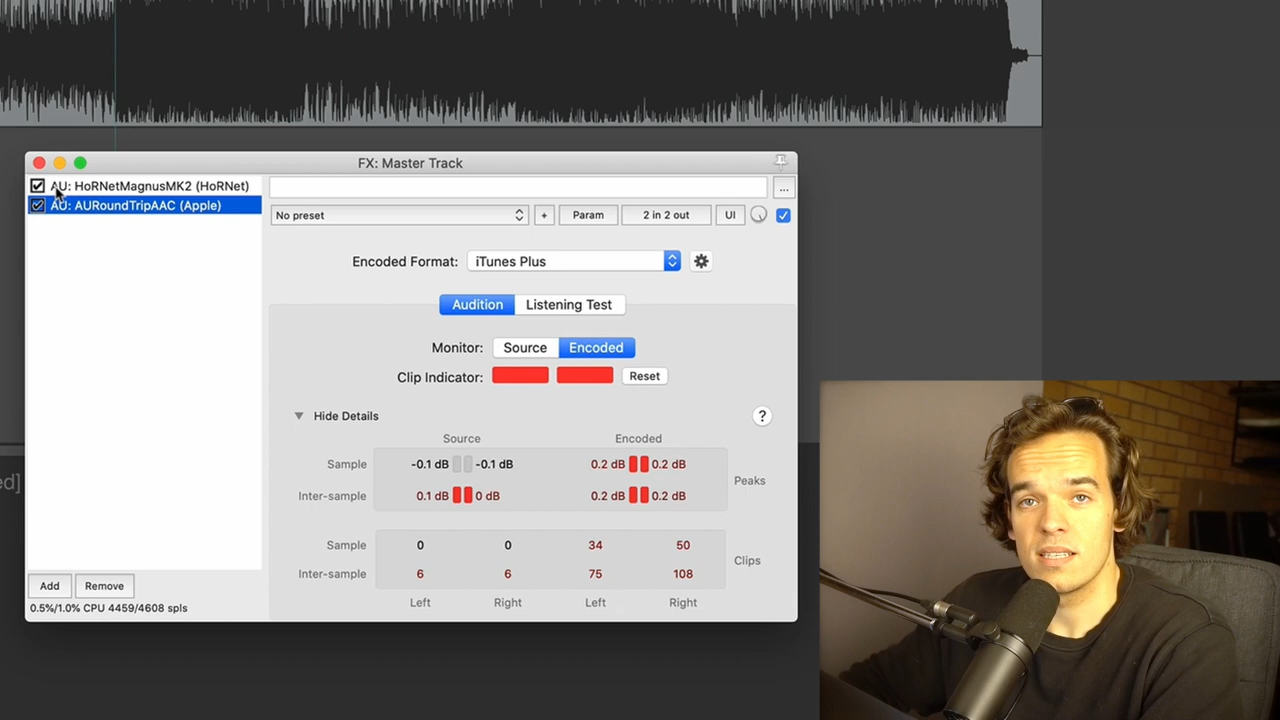 FX: Master Track
AU: HoRNetMagnusMK2 (HoRNet)
...
AU: AURoundTripAAC (Apple)
No preset
+
Param
2 in 2 out
UI
Encoded Format:
iTunes Plus
Audition
Listening Test
Monitor:
Source
Encoded
Clip Indicator:
Reset
Hide Details
?
Source
Encoded
Sample
-0.1 dB
-0.1 dB
0.2 dB
0.2 dB
Peaks
ed]
Inter-sample
0.1 dB
0 dB
0.2 dB
0.2 dB
Sample
0
0
34
50
Clips
Inter-sample
6
6
75
108
Add
Remove
Left
Right
Left
Right
0.5%/1.0% CPU 4459/4608 spls